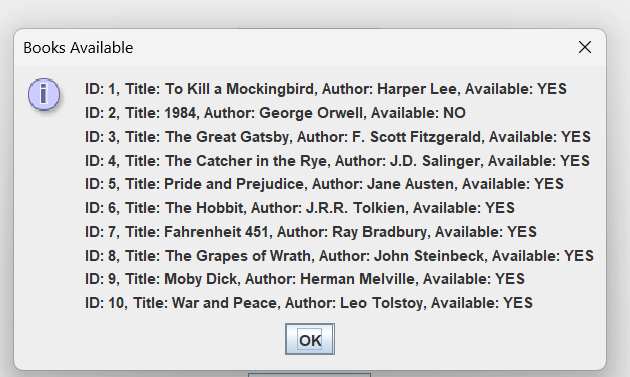 Books Available
ID: 1, Title: To Kill a Mockingbird, Author: Harper Lee, Available: YES
ID: 2, Title: 1984, Author: George Orwell, Available: NO
ID: 3, Title: The Great Gatsby, Author: F. Scott Fitzgerald, Available: YES
ID: 4, Title: The Catcher in the Rye, Author: J.D. Salinger, Available: YES
ID: 5, Title: Pride and Prejudice, Author: Jane Austen, Available: YES
ID: 6, Title: The Hobbit, Author: J.R.R. Tolkien, Available: YES
ID: 7, Title: Fahrenheit 451, Author: Ray Bradbury, Available: YES
ID: 8, Title: The Grapes of Wrath, Author: John Steinbeck, Available: YES
ID: 9, Title: Moby Dick, Author: Herman Melville, Available: YES
ID: 10, Title: War and Peace, Author: Leo Tolstoy, Available: YES
OK